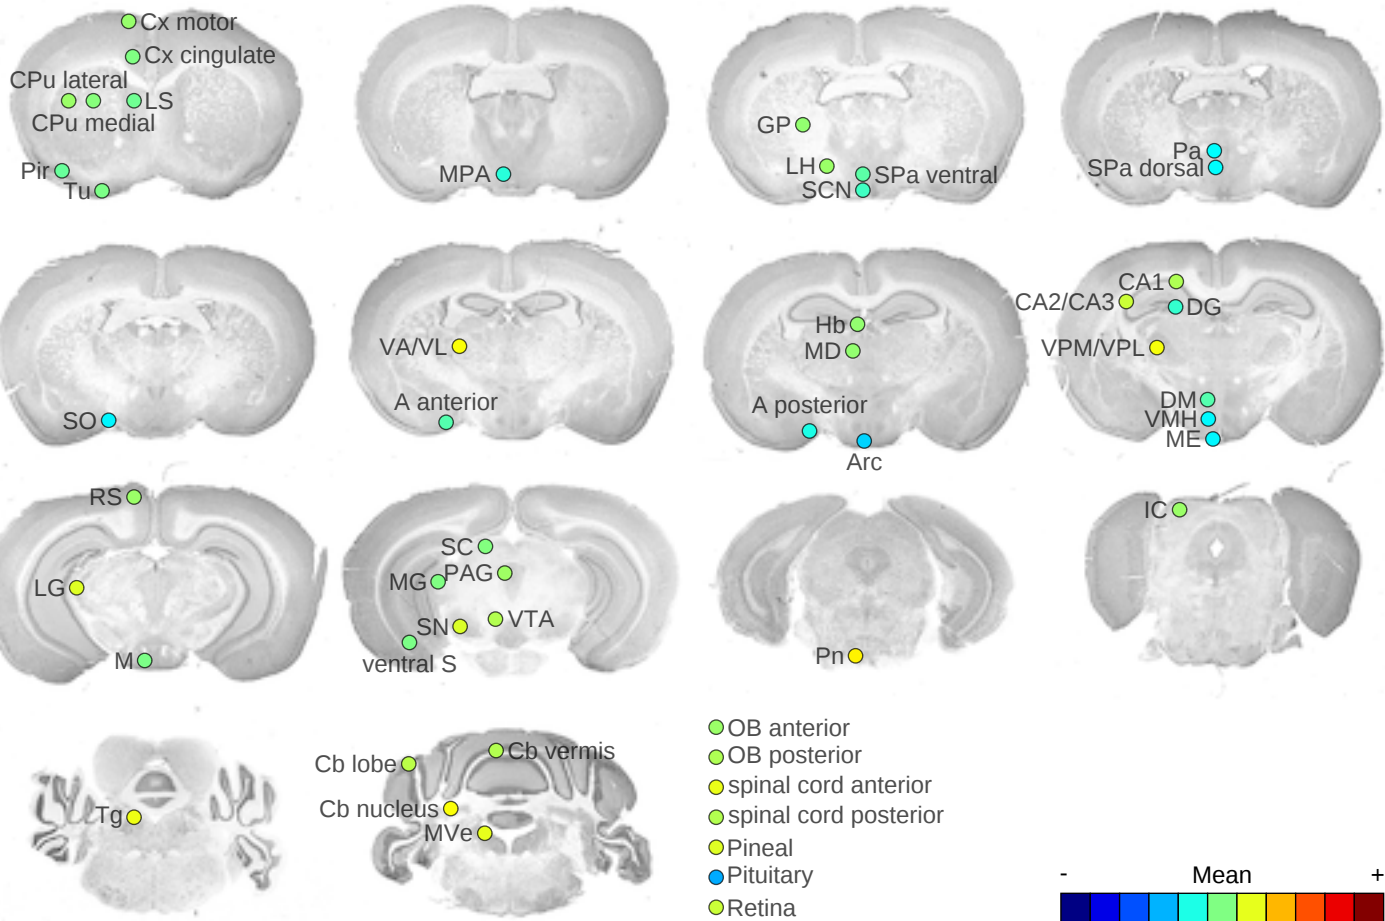 Cx motor
Cx cingulate
CPu lateral
LS
CPu medial
Pir
Tu
MPA
GP
LH
SPa ventral
SCN
Pa
SPa dorsal
SO
VA/VL
A anterior
Hb
MD
A posterior
Arc
CA1
CA2/CA3
DG
VPM/VPL
DM
VMH
ME
RS
LG
M
SC
PAG
MG
VTA
SN
ventral S
Pn
IC
Tg
Cb vermis
Cb lobe
Cb nucleus
MVe
OB anterior
OB posterior
spinal cord anterior
spinal cord posterior
Pineal
Pituitary
Retina
- Mean +